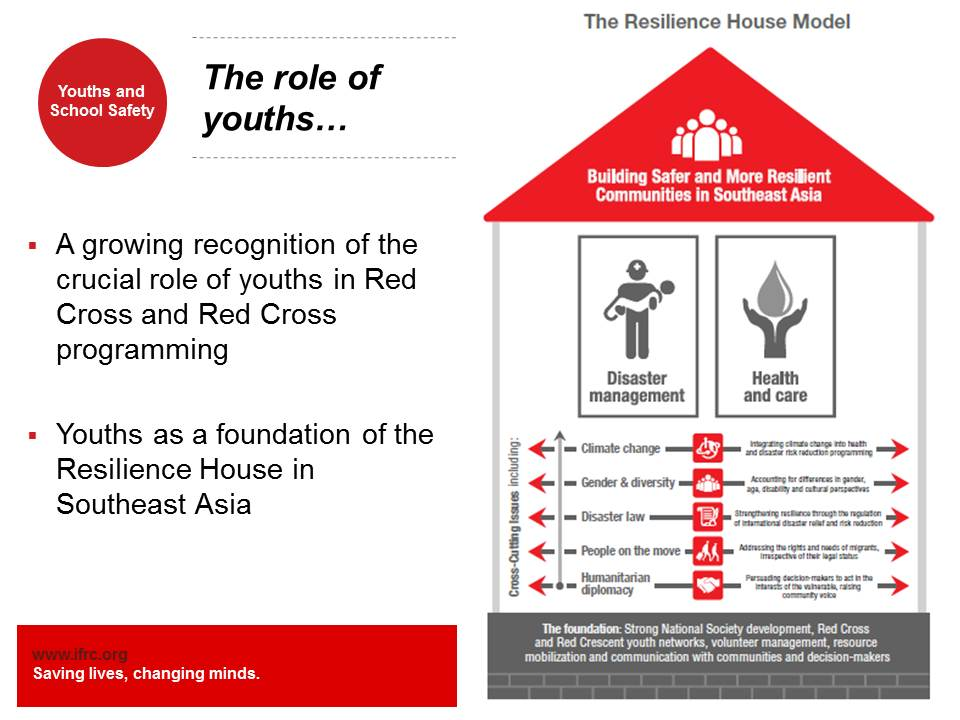 Youths and
School Safety
The role of
youths…
▪ A growing recognition of the
crucial role of youths in Red
Cross and Red Cross
programming
▪ Youths as a foundation of the
Resilience House in
Southeast Asia
www.ifrc.org
Saving lives, changing minds.
The Resilience House Model
Building Safer and More Resilient
Communities in Southeast Asia
Disaster
management
Health
and care
Cross-Cutting Issues including:
Climate change
Integrating climate change into health
and disaster risk reduction programming
Gender & diversity
Accounting for differences in gender,
age, disability and cultural perspectives
Disaster law
Strengthening resilience through the regulation
of international disaster relief and risk reduction
People on the move
Addressing the rights and needs of migrants,
irrespective of their legal status
Humanitarian
diplomacy
Persuading decision-makers to act in the
interests of the vulnerable, raising
community voice
The foundation: Strong National Society development, Red Cross
and Red Crescent youth networks, volunteer management, resource
mobilization and communication with communities and decision-makers